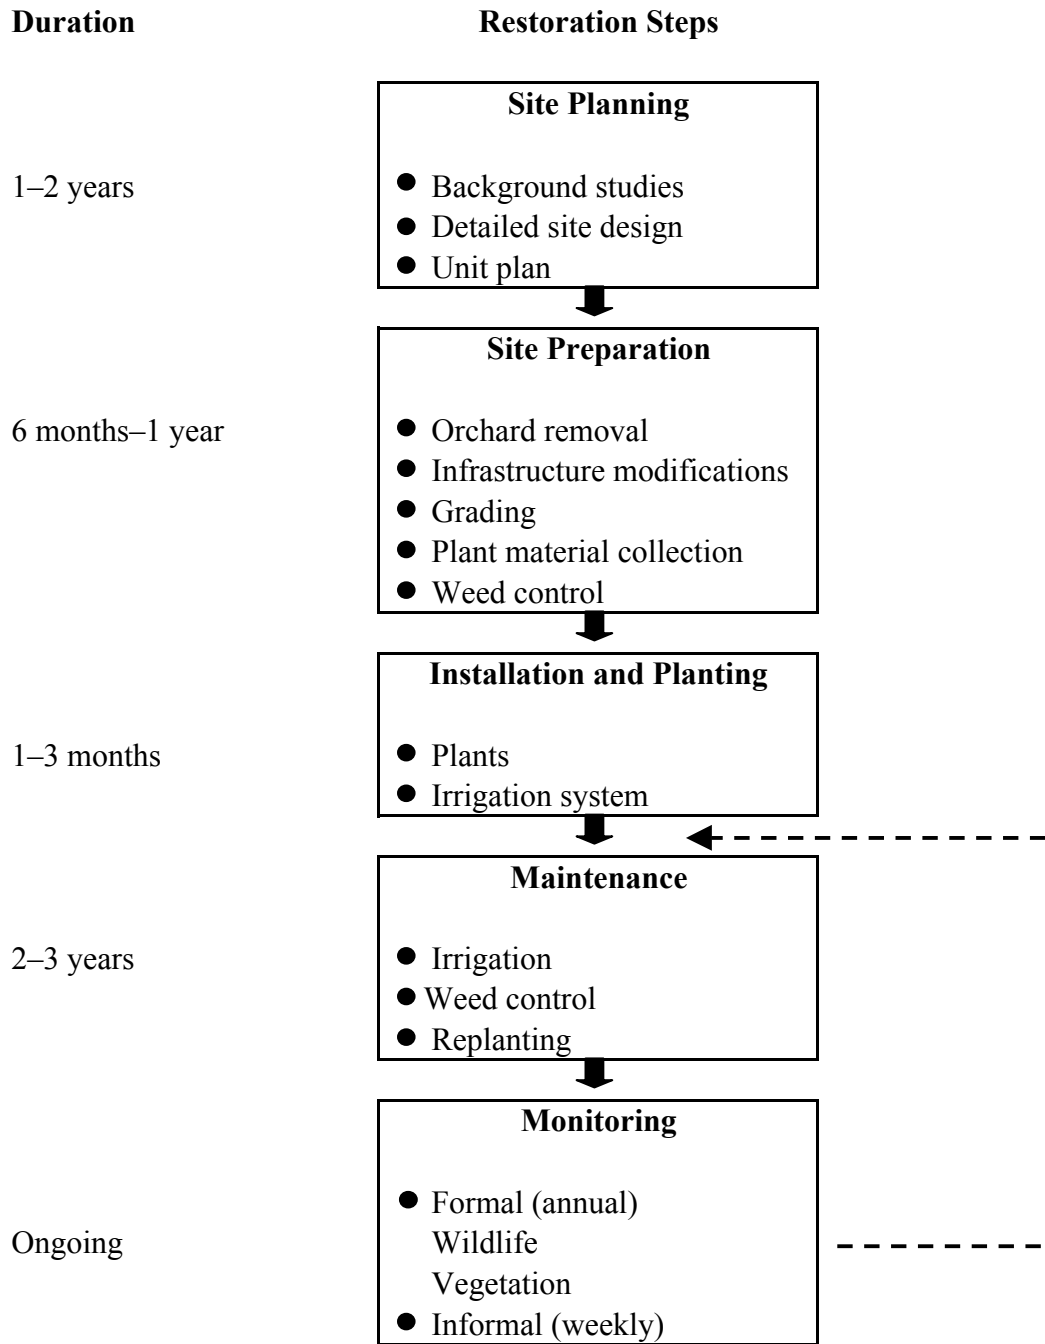 Duration Restoration Steps
Site Planning
1–2 years
● Background studies
● Detailed site design
● Unit plan
Site Preparation
6 months–1 year
● Orchard removal
● Infrastructure modifications
● Grading
● Plant material collection
● Weed control
Installation and Planting
1–3 months
● Plants
● Irrigation system
Maintenance
2–3 years
● Irrigation
● Weed control
● Replanting
Monitoring
● Formal (annual)
Ongoing
Wildlife
Vegetation
● Informal (weekly)